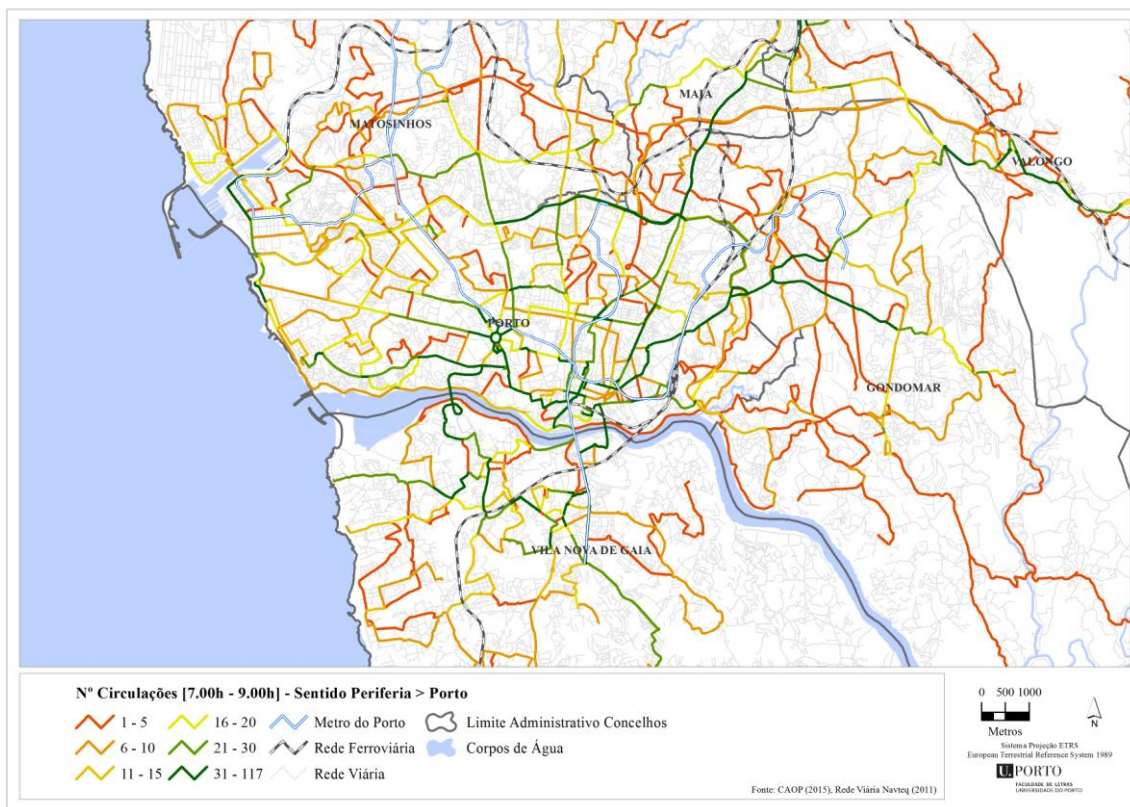 MAIA
MATOSINHOS
VALONGO
PORTO
GONDOMAR
VILA NOVA DE GAIA
Nº Circulações [7.00h - 9.00h] - Sentido Periferia > Porto
1 - 5
16 - 20
Metro do Porto
Limite Administrativo Concelhos
6 - 10
21 - 30
Rede Ferroviária
Corpos de Água
11 - 15
31 - 117
Rede Viária
0 500 1000
Metros
N
Sistema Projeção ETRS
European Terrestrial Reference System 1989
U. PORTO
FACULDADE DE LETRAS
UNIVERSIDADE DO PORTO
Fonte: CAOP (2015), Rede Viária Navteq (2011)